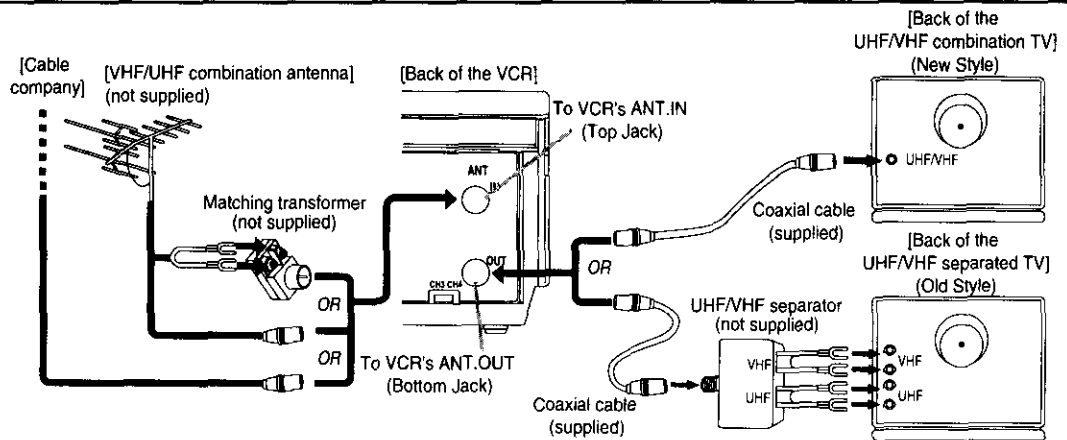 [Cable
company]
[VHF/UHF combination antenna]
(not supplied)
Matching transformer
(not supplied)
OR
OR
[Back of the VCR]
To VCR's ANT.IN
(Top Jack)
ANT
IN
OUT
CH3 CH4
To VCR's ANT.OUT
(Bottom Jack)
OR
Coaxial cable
(supplied)
Coaxial cable
(supplied)
[Back of the
UHF/VHF combination TV]
(New Style)
UHF/VHF
UHF/VHF separator
(not supplied)
VHF
UHF
[Back of the
UHF/VHF separated TV]
(Old Style)
VHF
UHF